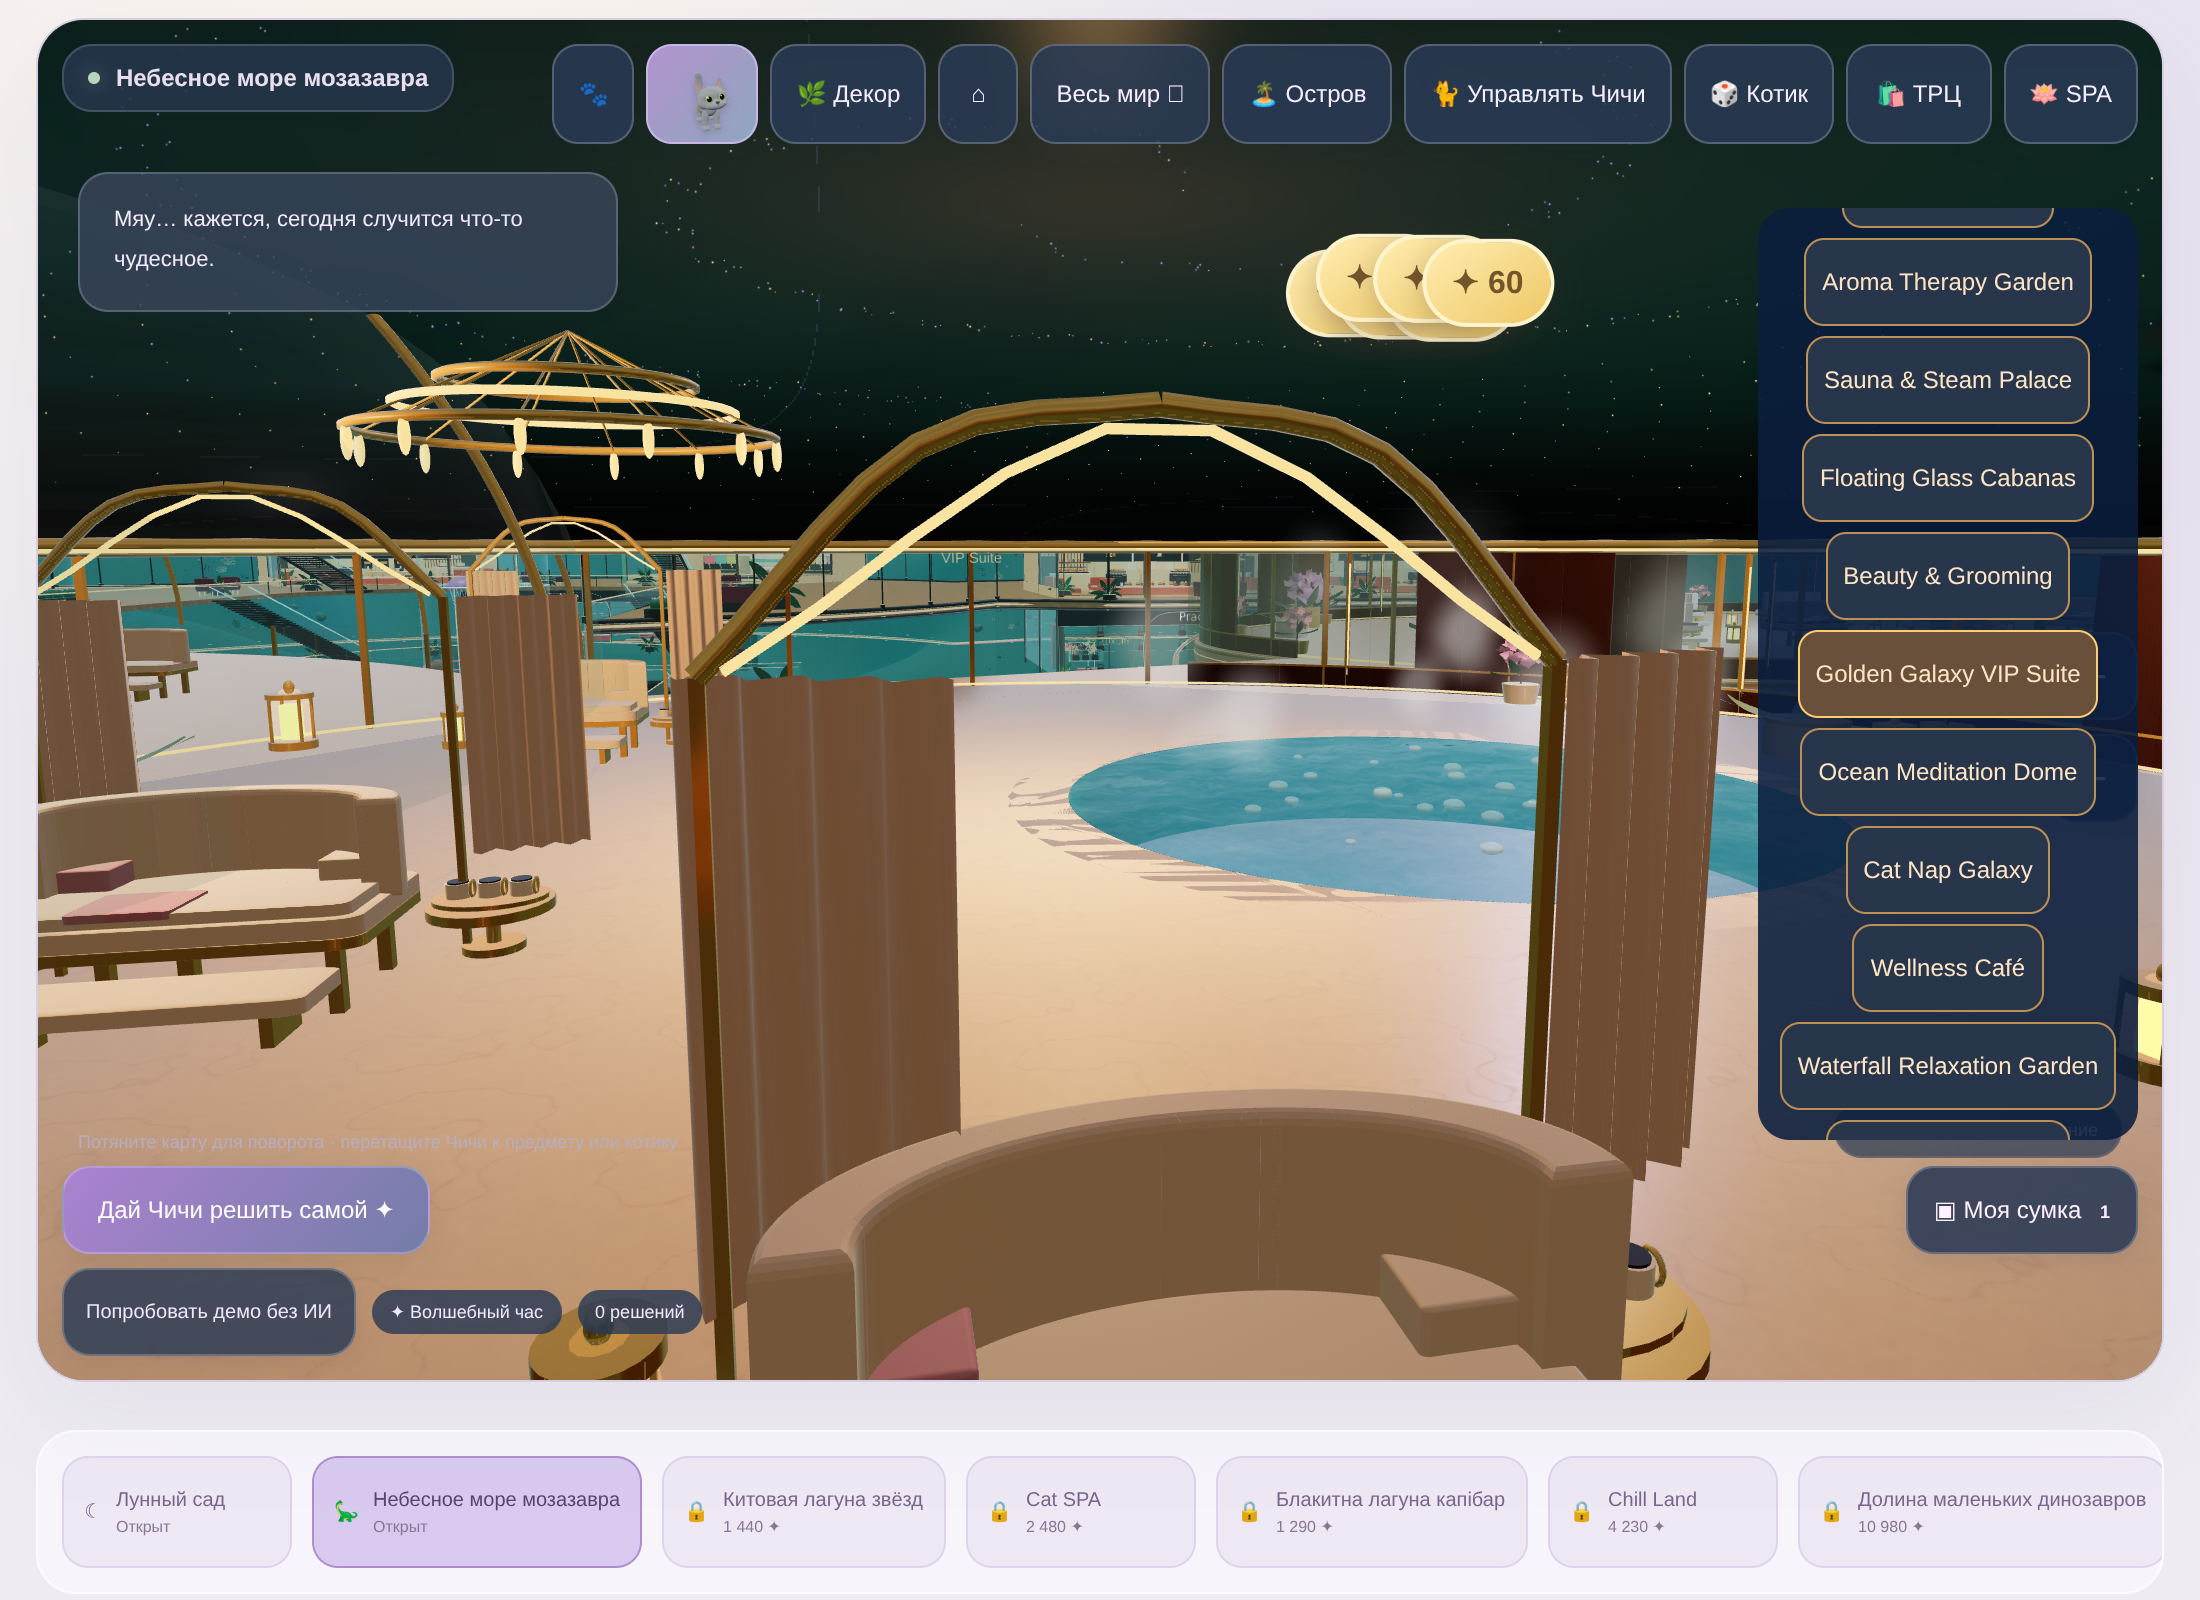 Небесное море мозазавра
Декор
Весь мир
Остров
Управлять Чичи
Котик
ТРЦ
SPA
Мяу… кажется, сегодня случится что-то
чудесное.
✦ 60
Aroma Therapy Garden
Sauna & Steam Palace
Floating Glass Cabanas
Beauty & Grooming
Golden Galaxy VIP Suite
Ocean Meditation Dome
Cat Nap Galaxy
Wellness Café
Waterfall Relaxation Garden
VIP Suite
Потяните карту для поворота · перетащите Чичи к предмету или котику
Дай Чичи решить самой ✦
Моя сумка 1
Попробовать демо без ИИ
✦ Волшебный час
0 решений
Лунный сад
Открыт
Небесное море мозазавра
Открыт
Китовая лагуна звёзд
1 440 ✦
Cat SPA
2 480 ✦
Блакитна лагуна капібар
1 290 ✦
Chill Land
4 230 ✦
Долина маленьких динозавров
10 980 ✦